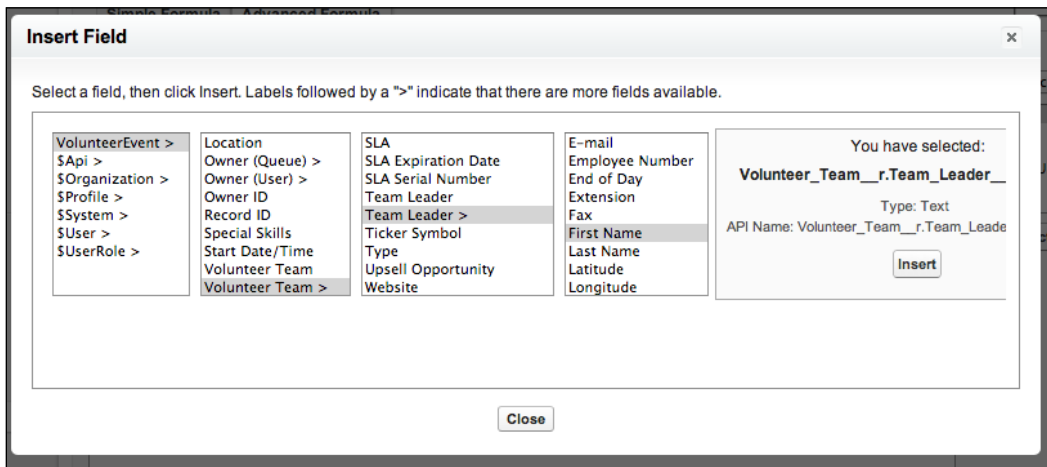 Simple Formula Advanced Formula
Insert Field
Select a field, then click Insert. Labels followed by a ">" indicate that there are more fields available.
VolunteerEvent >
$Api >
$Organization >
$Profile >
$System >
$User >
$UserRole >
Location
Owner (Queue) >
Owner (User) >
Owner ID
Record ID
Special Skills
Start Date/Time
Volunteer Team
Volunteer Team >
SLA
SLA Expiration Date
SLA Serial Number
Team Leader
Team Leader >
Ticker Symbol
Type
Upsell Opportunity
Website
E-mail
Employee Number
End of Day
Extension
Fax
First Name
Last Name
Latitude
Longitude
You have selected:
Volunteer_Team__r.Team_Leader__
Type: Text
API Name: Volunteer_Team__r.Team_Leade
Insert
Close